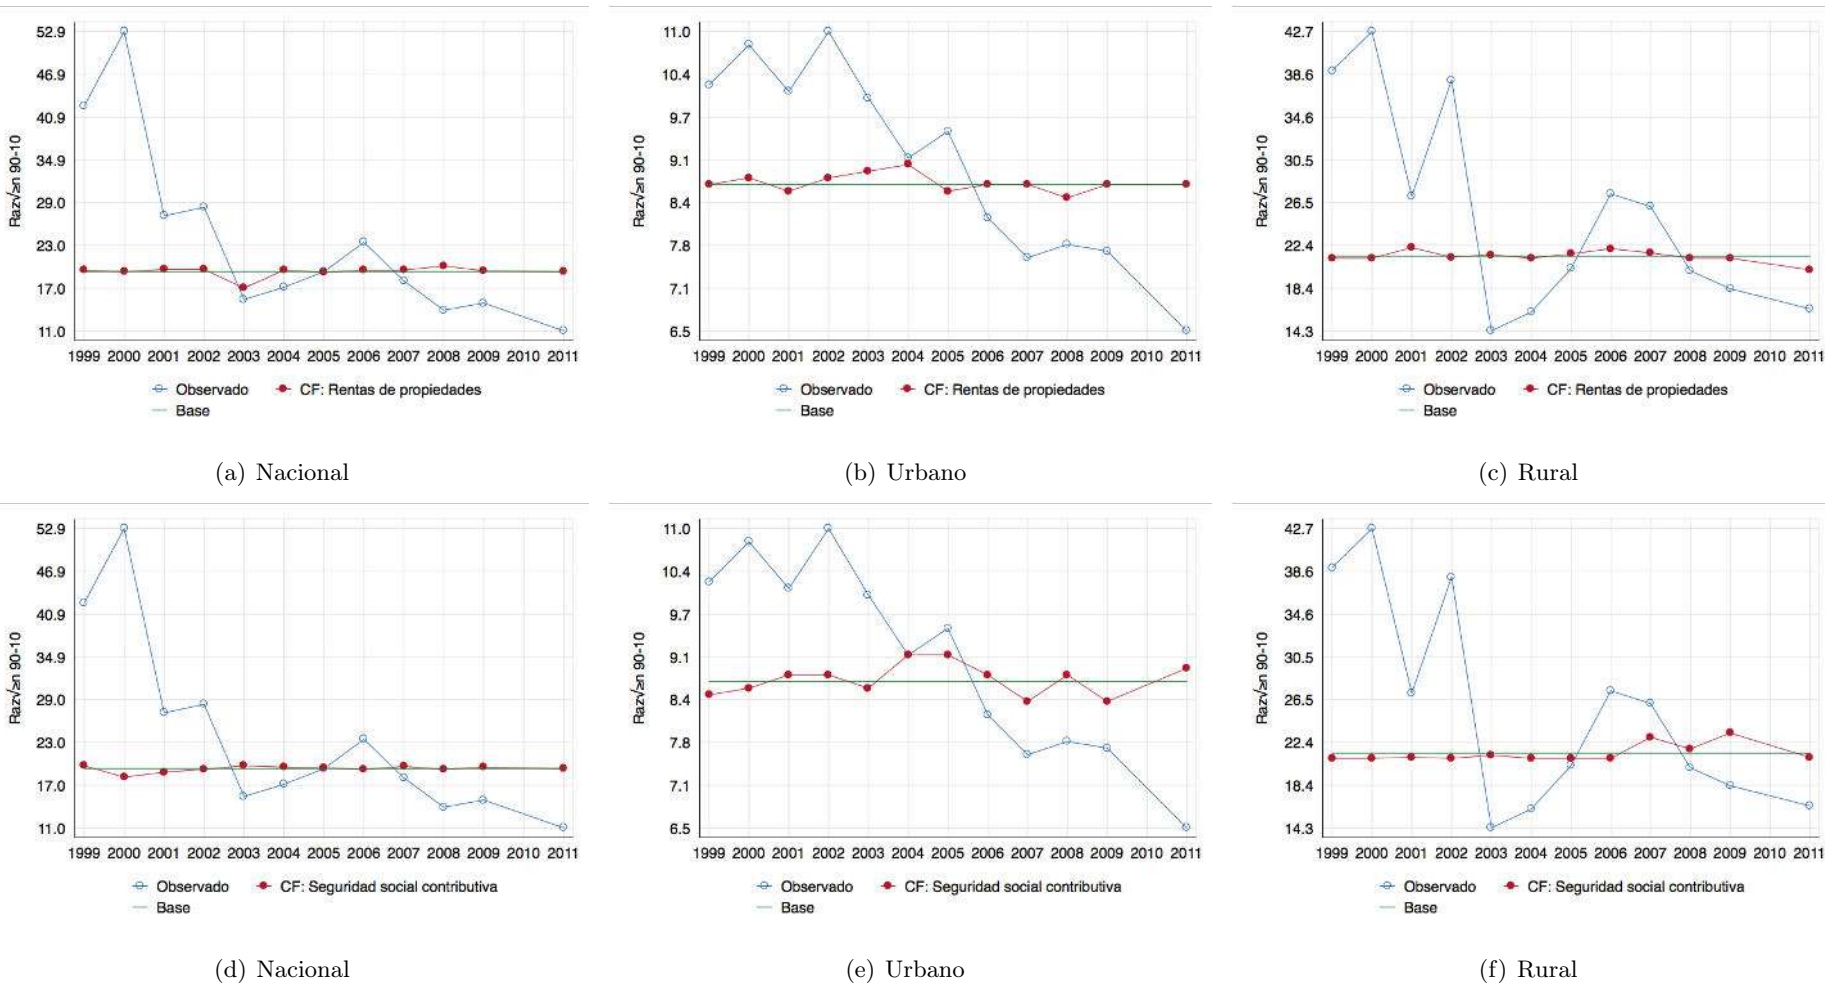 52.9
46.9
40.9
34.9
29.0
23.0
17.0
11.0
Raz√≥n 90-10
1999 2000 2001 2002 2003 2004 2005 2006 2007 2008 2009 2010 2011
Observado CF: Rentas de propiedades
Base
(a) Nacional
11.0
10.4
9.7
9.1
8.4
7.8
7.1
6.5
Raz√≥n 90-10
1999 2000 2001 2002 2003 2004 2005 2006 2007 2008 2009 2010 2011
Observado CF: Rentas de propiedades
Base
(b) Urbano
42.7
38.6
34.6
30.5
26.5
22.4
18.4
14.3
Raz√≥n 90-10
1999 2000 2001 2002 2003 2004 2005 2006 2007 2008 2009 2010 2011
Observado CF: Rentas de propiedades
Base
(c) Rural
52.9
46.9
40.9
34.9
29.0
23.0
17.0
11.0
Raz√≥n 90-10
1999 2000 2001 2002 2003 2004 2005 2006 2007 2008 2009 2010 2011
Observado CF: Seguridad social contributiva
Base
(d) Nacional
11.0
10.4
9.7
9.1
8.4
7.8
7.1
6.5
Raz√≥n 90-10
1999 2000 2001 2002 2003 2004 2005 2006 2007 2008 2009 2010 2011
Observado CF: Seguridad social contributiva
Base
(e) Urbano
42.7
38.6
34.6
30.5
26.5
22.4
18.4
14.3
Raz√≥n 90-10
1999 2000 2001 2002 2003 2004 2005 2006 2007 2008 2009 2010 2011
Observado CF: Seguridad social contributiva
Base
(f) Rural